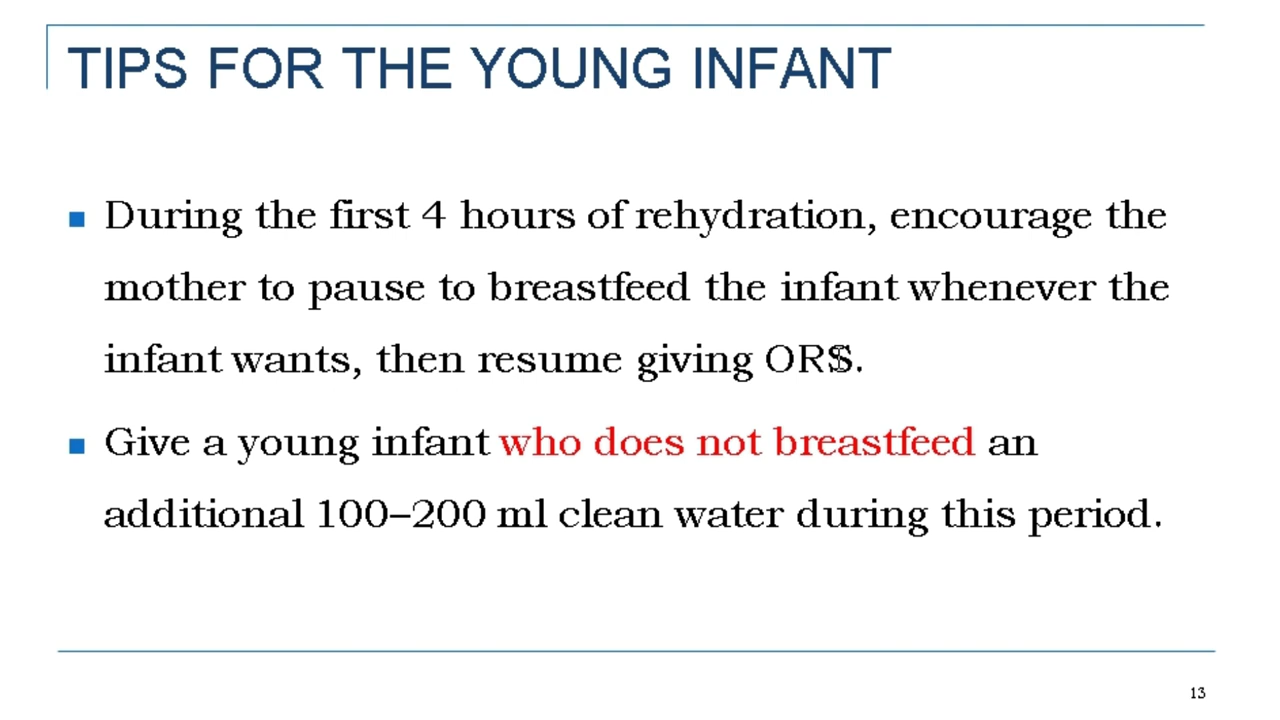 TIPS FOR THE YOUNG INFANT
During the first 4 hours of rehydration, encourage the
mother to pause to breastfeed the infant whenever the
infant wants, then resume giving ORS.
Give a young infant who does not breastfeed an
additional 100–200 ml clean water during this period.
13